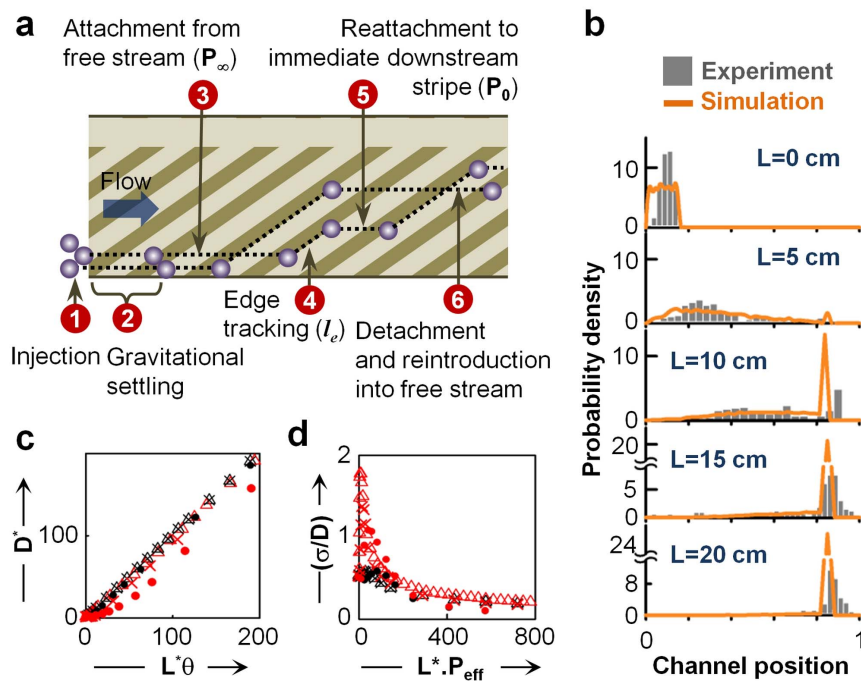 a
Attachment from
free stream (P∞)
Reattachment to
immediate downstream
stripe (P0)
3
5
Flow
1
2
4
6
Injection
Gravitational
settling
Edge
tracking (le)
Detachment
and reintroduction
into free stream
b
Experiment
Simulation
L=0 cm
10
0
L=5 cm
10
0
L=10 cm
10
0
L=15 cm
20
5
0
L=20 cm
24
8
0
Probability density
0
1
Channel position
c
D*
100
0
0
100
200
L*θ
d
(σ/D)
2
1
0
0
400
800
L*.Peff